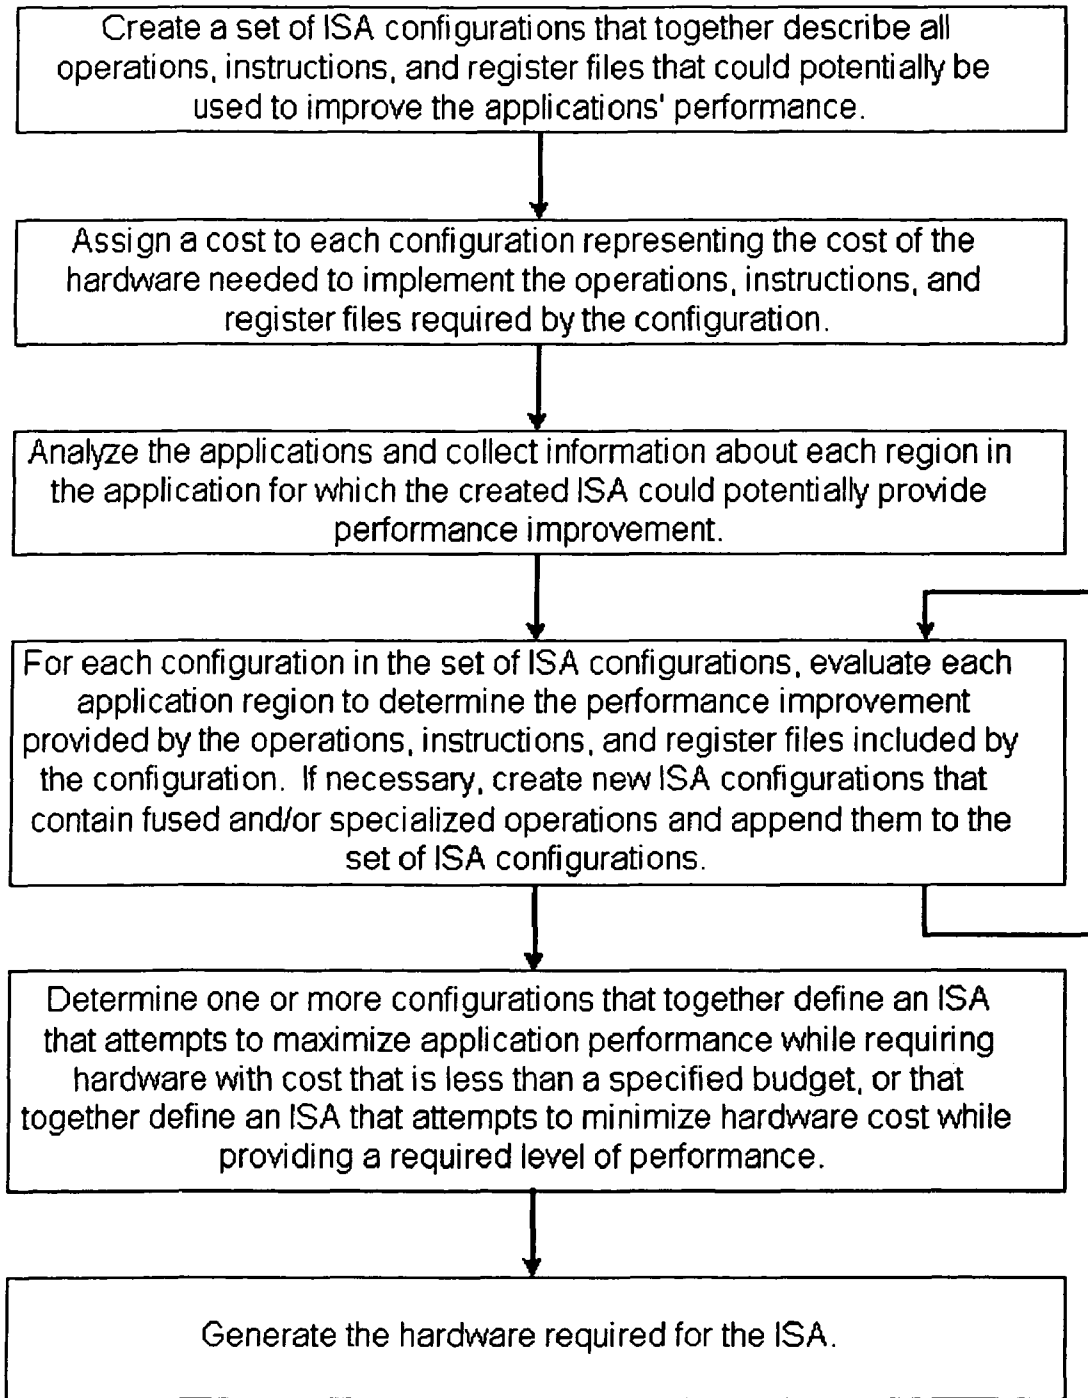 Create a set of ISA configurations that together describe all
operations, instructions, and register files that could potentially be
used to improve the applications' performance.
Assign a cost to each configuration representing the cost of the
hardware needed to implement the operations, instructions, and
register files required by the configuration.
Analyze the applications and collect information about each region in
the application for which the created ISA could potentially provide
performance improvement.
For each configuration in the set of ISA configurations, evaluate each
application region to determine the performance improvement
provided by the operations, instructions, and register files included by
the configuration. If necessary, create new ISA configurations that
contain fused and/or specialized operations and append them to the
set of ISA configurations.
Determine one or more configurations that together define an ISA
that attempts to maximize application performance while requiring
hardware with cost that is less than a specified budget, or that
together define an ISA that attempts to minimize hardware cost while
providing a required level of performance.
Generate the hardware required for the ISA.